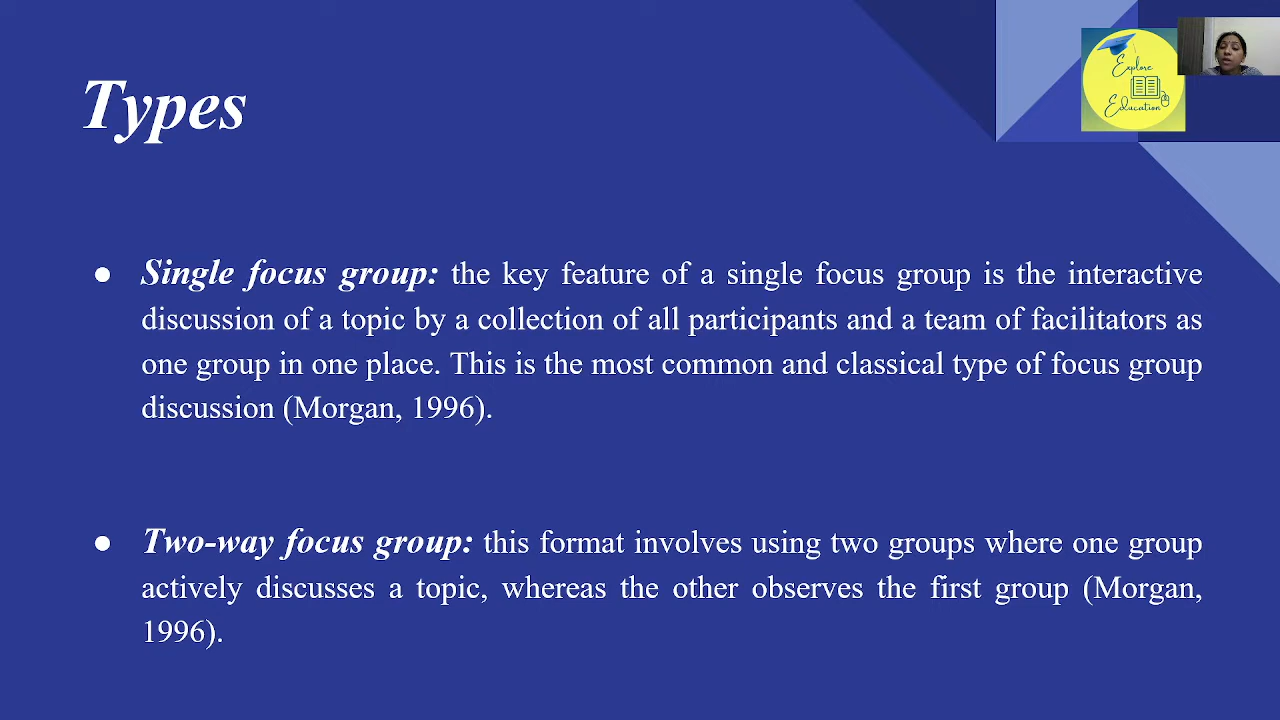 Types
Explore
Education
● Single focus group: the key feature of a single focus group is the interactive
discussion of a topic by a collection of all participants and a team of facilitators as
one group in one place. This is the most common and classical type of focus group
discussion (Morgan, 1996).
● Two-way focus group: this format involves using two groups where one group
actively discusses a topic, whereas the other observes the first group (Morgan,
1996).